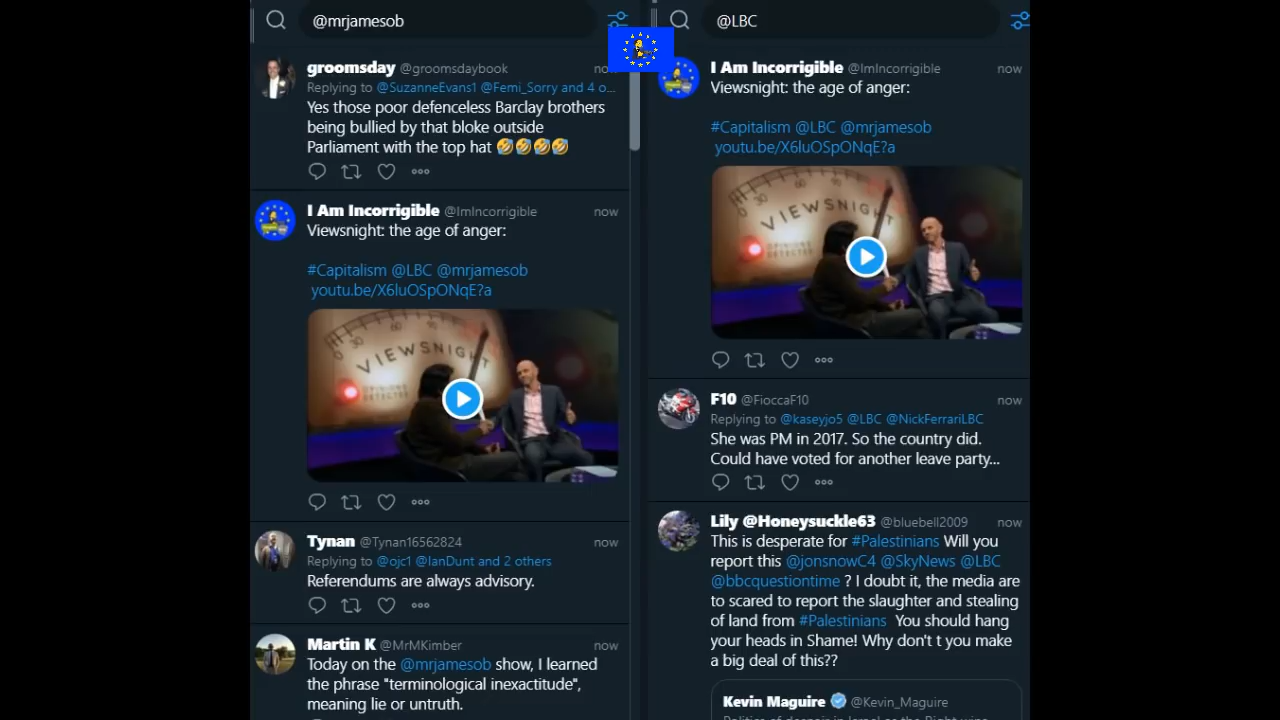 @mrjamesob
groomsday @groomsdaybook now
Replying to @SuzanneEvans1 @Femi_Sorry and 4 o...
Yes those poor defenceless Barclay brothers
being bullied by that bloke outside
Parliament with the top hat 🤣🤣🤣🤣
I Am Incorrigible @ImIncorrigible now
Viewsnight: the age of anger:
#Capitalism @LBC @mrjamesob
youtu.be/X6luOSpONqE?a
VIEWSNIGHT
OPINIONS
DETECTED
Tynan @Tynan16562824 now
Replying to @ojc1 @IanDunt and 2 others
Referendums are always advisory.
Martin K @MrMKimber now
Today on the @mrjamesob show, I learned
the phrase "terminological inexactitude",
meaning lie or untruth.
@LBC
I Am Incorrigible @ImIncorrigible now
Viewsnight: the age of anger:
#Capitalism @LBC @mrjamesob
youtu.be/X6luOSpONqE?a
30 60
VIEWSNIGHT
OPINIONS
DETECTED
F10 @FioccaF10 now
Replying to @kaseyjo5 @LBC @NickFerrariLBC
She was PM in 2017. So the country did.
Could have voted for another leave party...
Lily @Honeysuckle63 @bluebell2009 now
This is desperate for #Palestinians Will you
report this @jonsnowC4 @SkyNews @LBC
@bbcquestiontime ? I doubt it, the media are
to scared to report the slaughter and stealing
of land from #Palestinians You should hang
your heads in Shame! Why don't t you make
a big deal of this??
Kevin Maguire @Kevin_Maguire